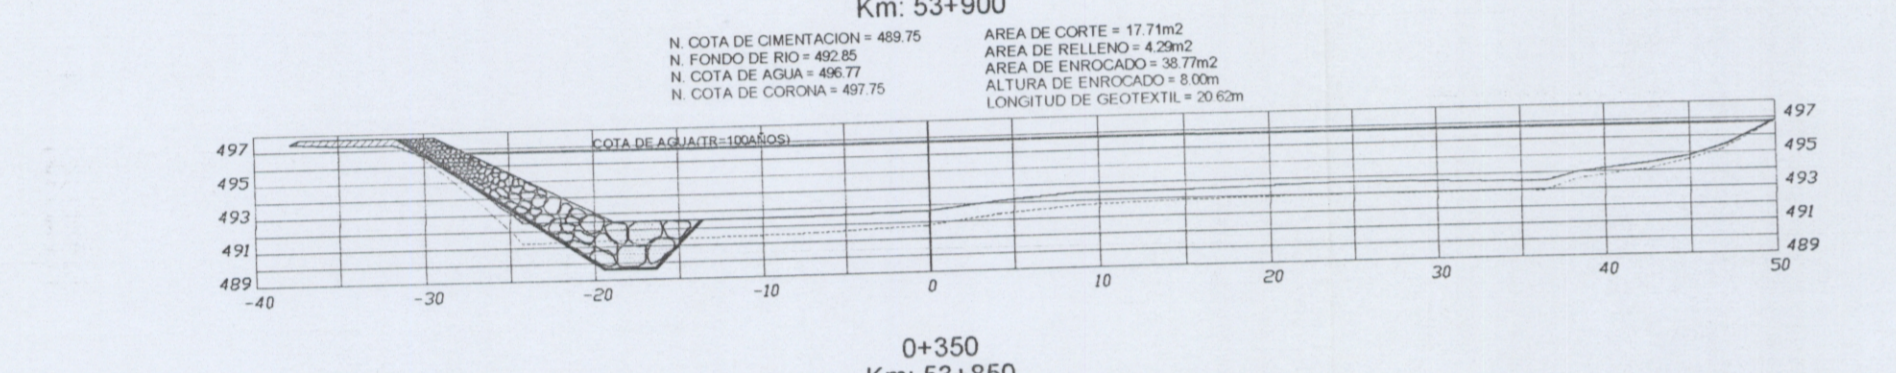 Km: 53+900
N. COTA DE CIMENTACION = 489.75
N. FONDO DE RIO = 492.85
N. COTA DE AGUA = 496.77
N. COTA DE CORONA = 497.75
AREA DE CORTE = 17.71m2
AREA DE RELLENO = 4.29m2
AREA DE ENROCADO = 38.77m2
ALTURA DE ENROCADO = 8.00m
LONGITUD DE GEOTEXTIL = 20.62m
COTA DE AGUA(TR=100AÑOS)
497
495
493
491
489
497
495
493
491
489
-40 -30 -20 -10 0 10 20 30 40 50
0+350
Km: 53+850